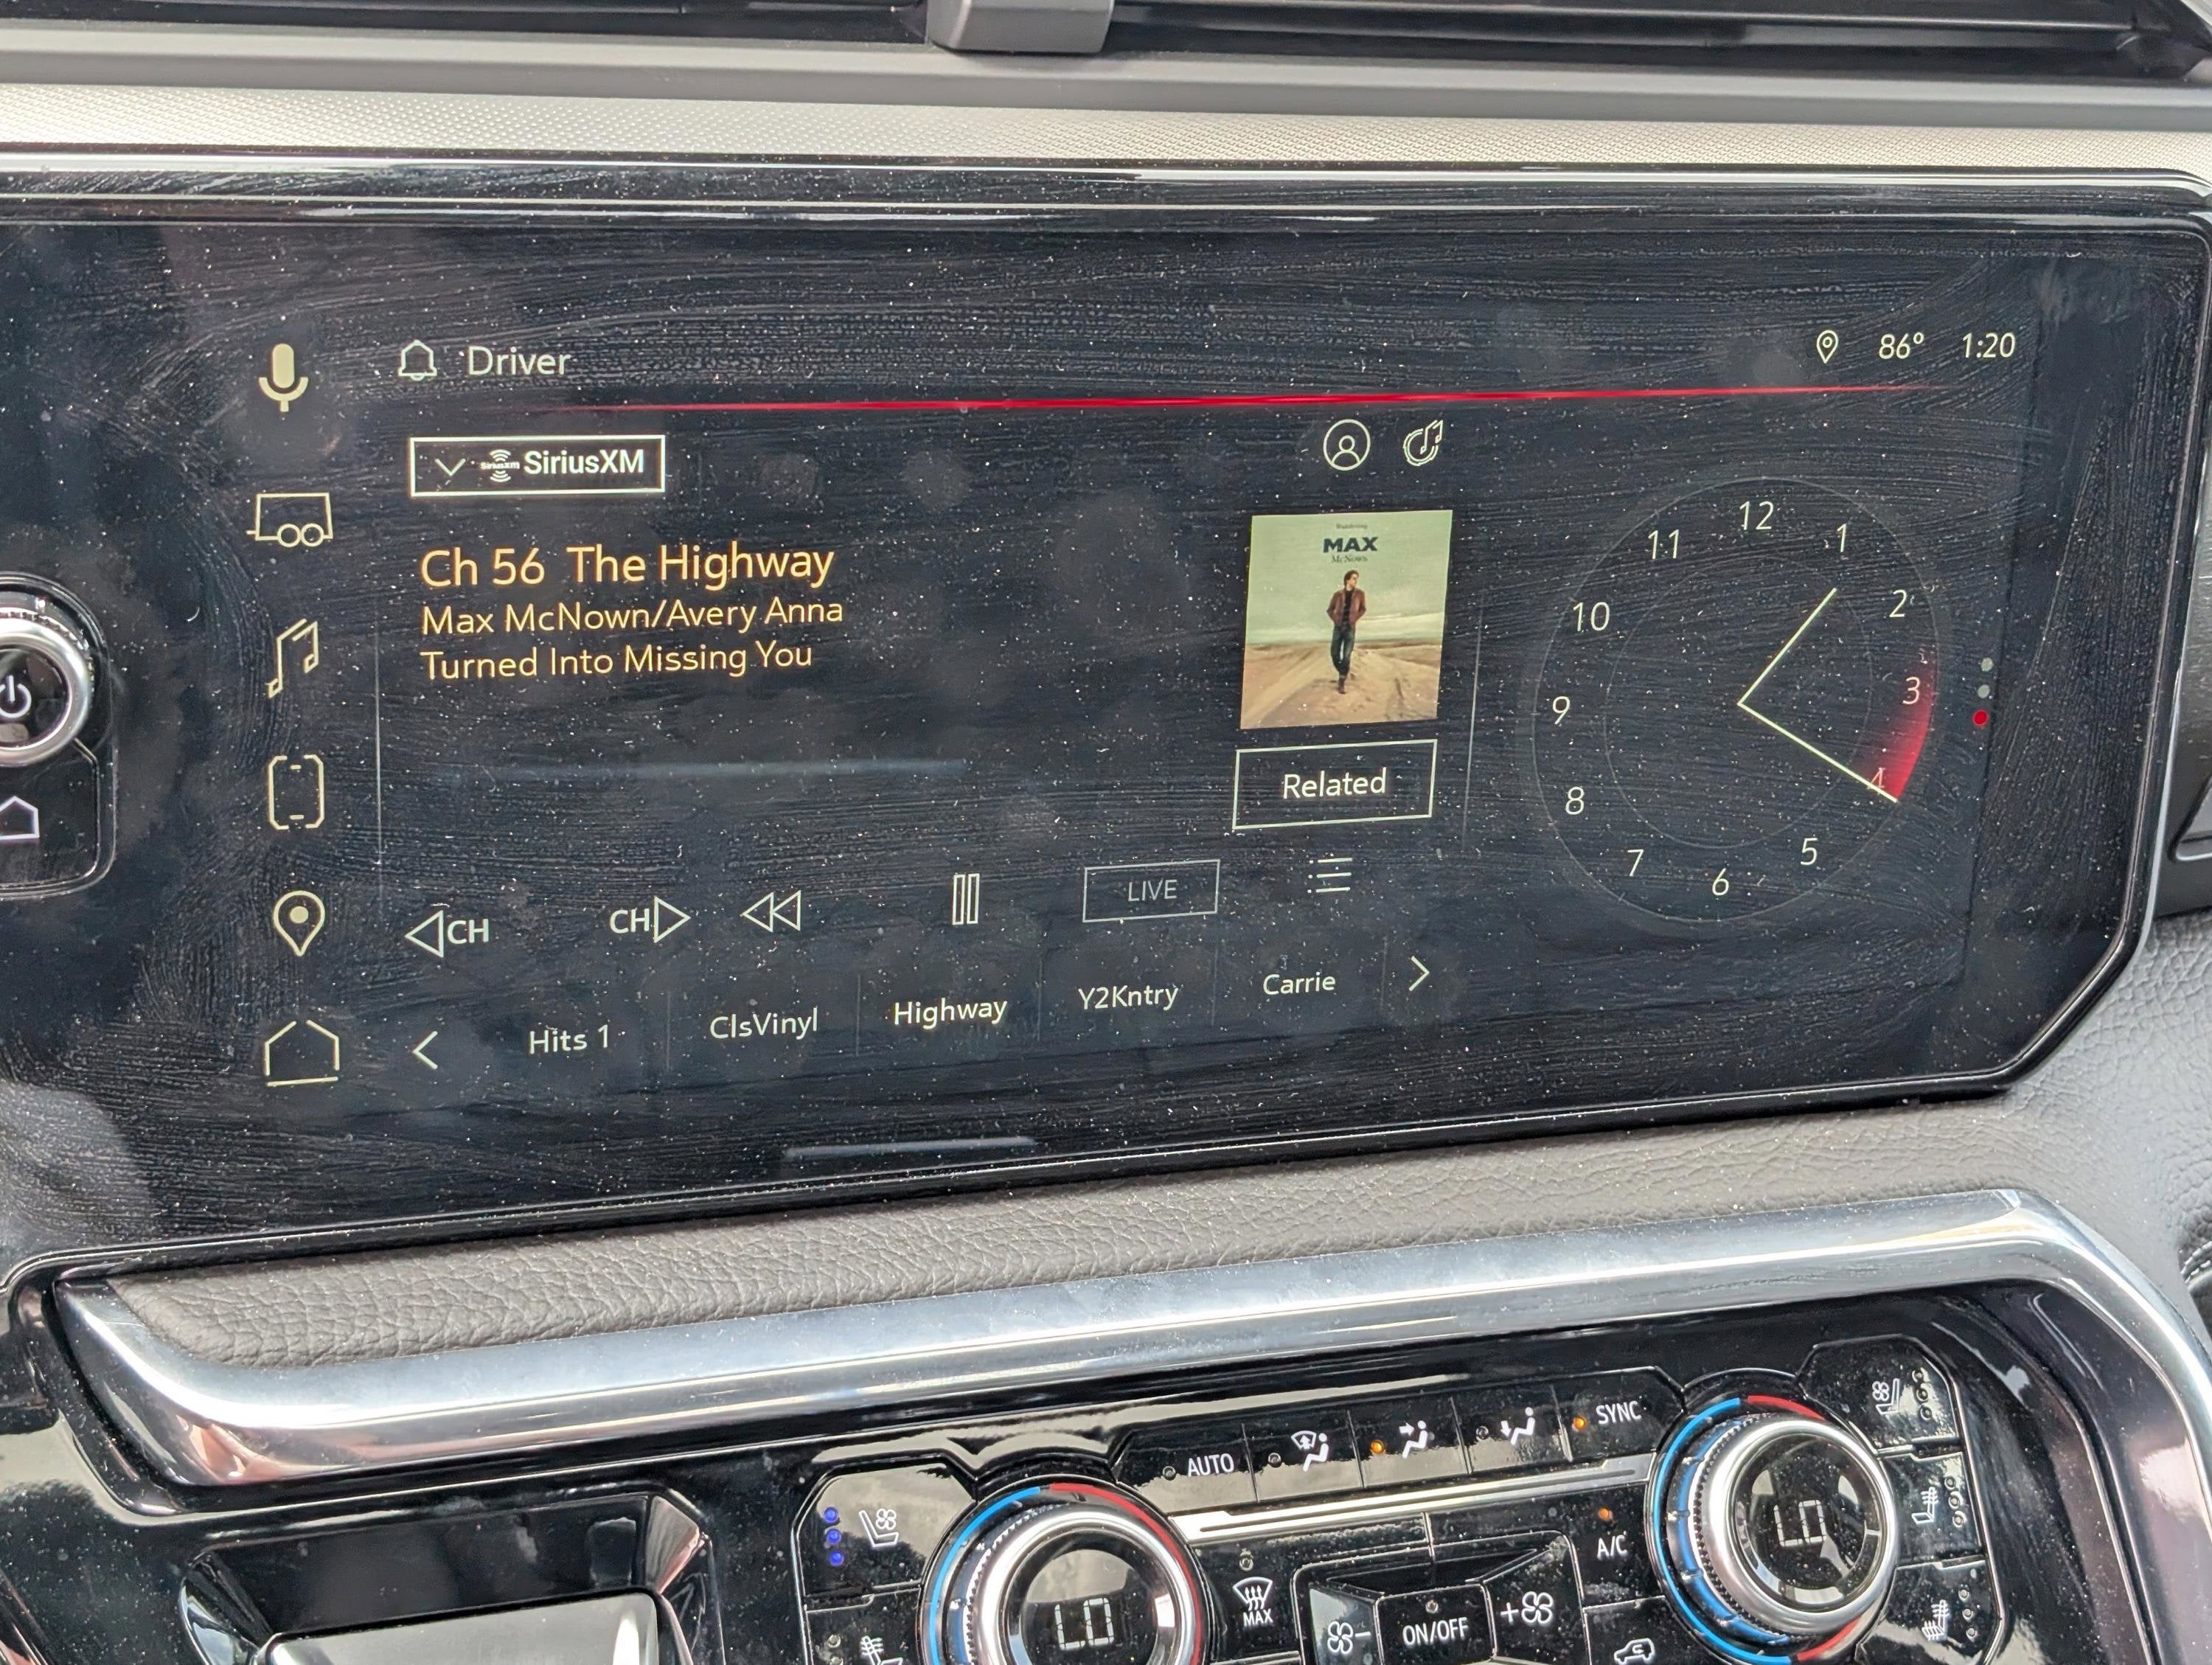 Driver
86° 1:20
SiriusXM SiriusXM
Ch 56 The Highway
Max McNown/Avery Anna
Turned Into Missing You
MAX
McNown
Related
12
1
2
3
4
5
6
7
8
9
10
11
CH
CH
LIVE
Hits 1
ClsVinyl
Highway
Y2Kntry
Carrie
AUTO
SYNC
A/C
LO
LO
MAX
ON/OFF